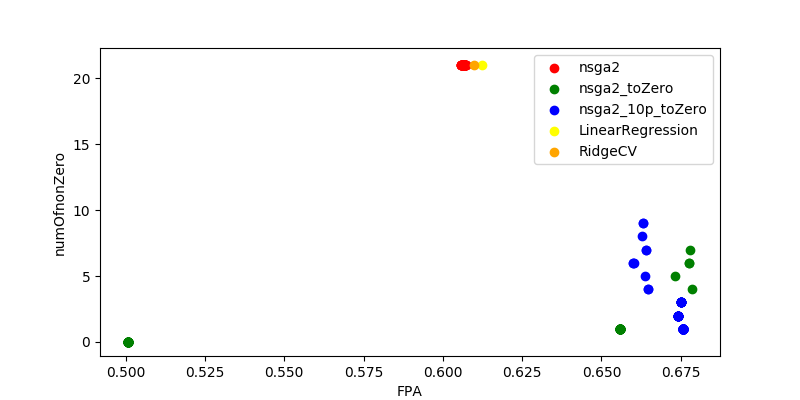 20
15
10
5
0
numOfnonZero
nsga2
nsga2_toZero
nsga2_10p_toZero
LinearRegression
RidgeCV
0.500 0.525 0.550 0.575 0.600 0.625 0.650 0.675
FPA